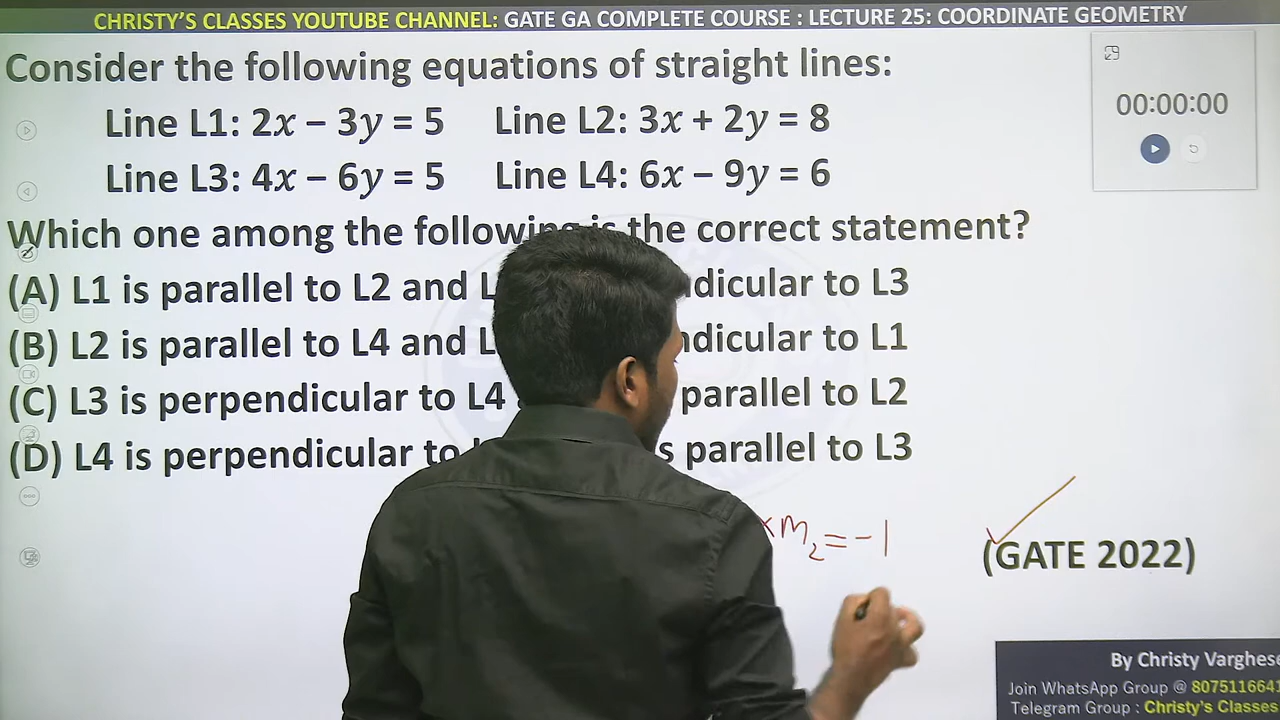 CHRISTY'S CLASSES YOUTUBE CHANNEL: GATE GA COMPLETE COURSE : LECTURE 25: COORDINATE GEOMETRY
Consider the following equations of straight lines:
00:00:00
Line L1: 2x − 3y = 5 Line L2: 3x + 2y = 8
Line L3: 4x − 6y = 5 Line L4: 6x − 9y = 6
Which one among the following is the correct statement?
(A) L1 is parallel to L2 and L dicular to L3
(B) L2 is parallel to L4 and L ndicular to L1
(C) L3 is perpendicular to L4 parallel to L2
(D) L4 is perpendicular to s parallel to L3
×m₂ = −1
(GATE 2022)
By Christy Varghese
Join WhatsApp Group @ 8075116641
Telegram Group : Christy's Classes